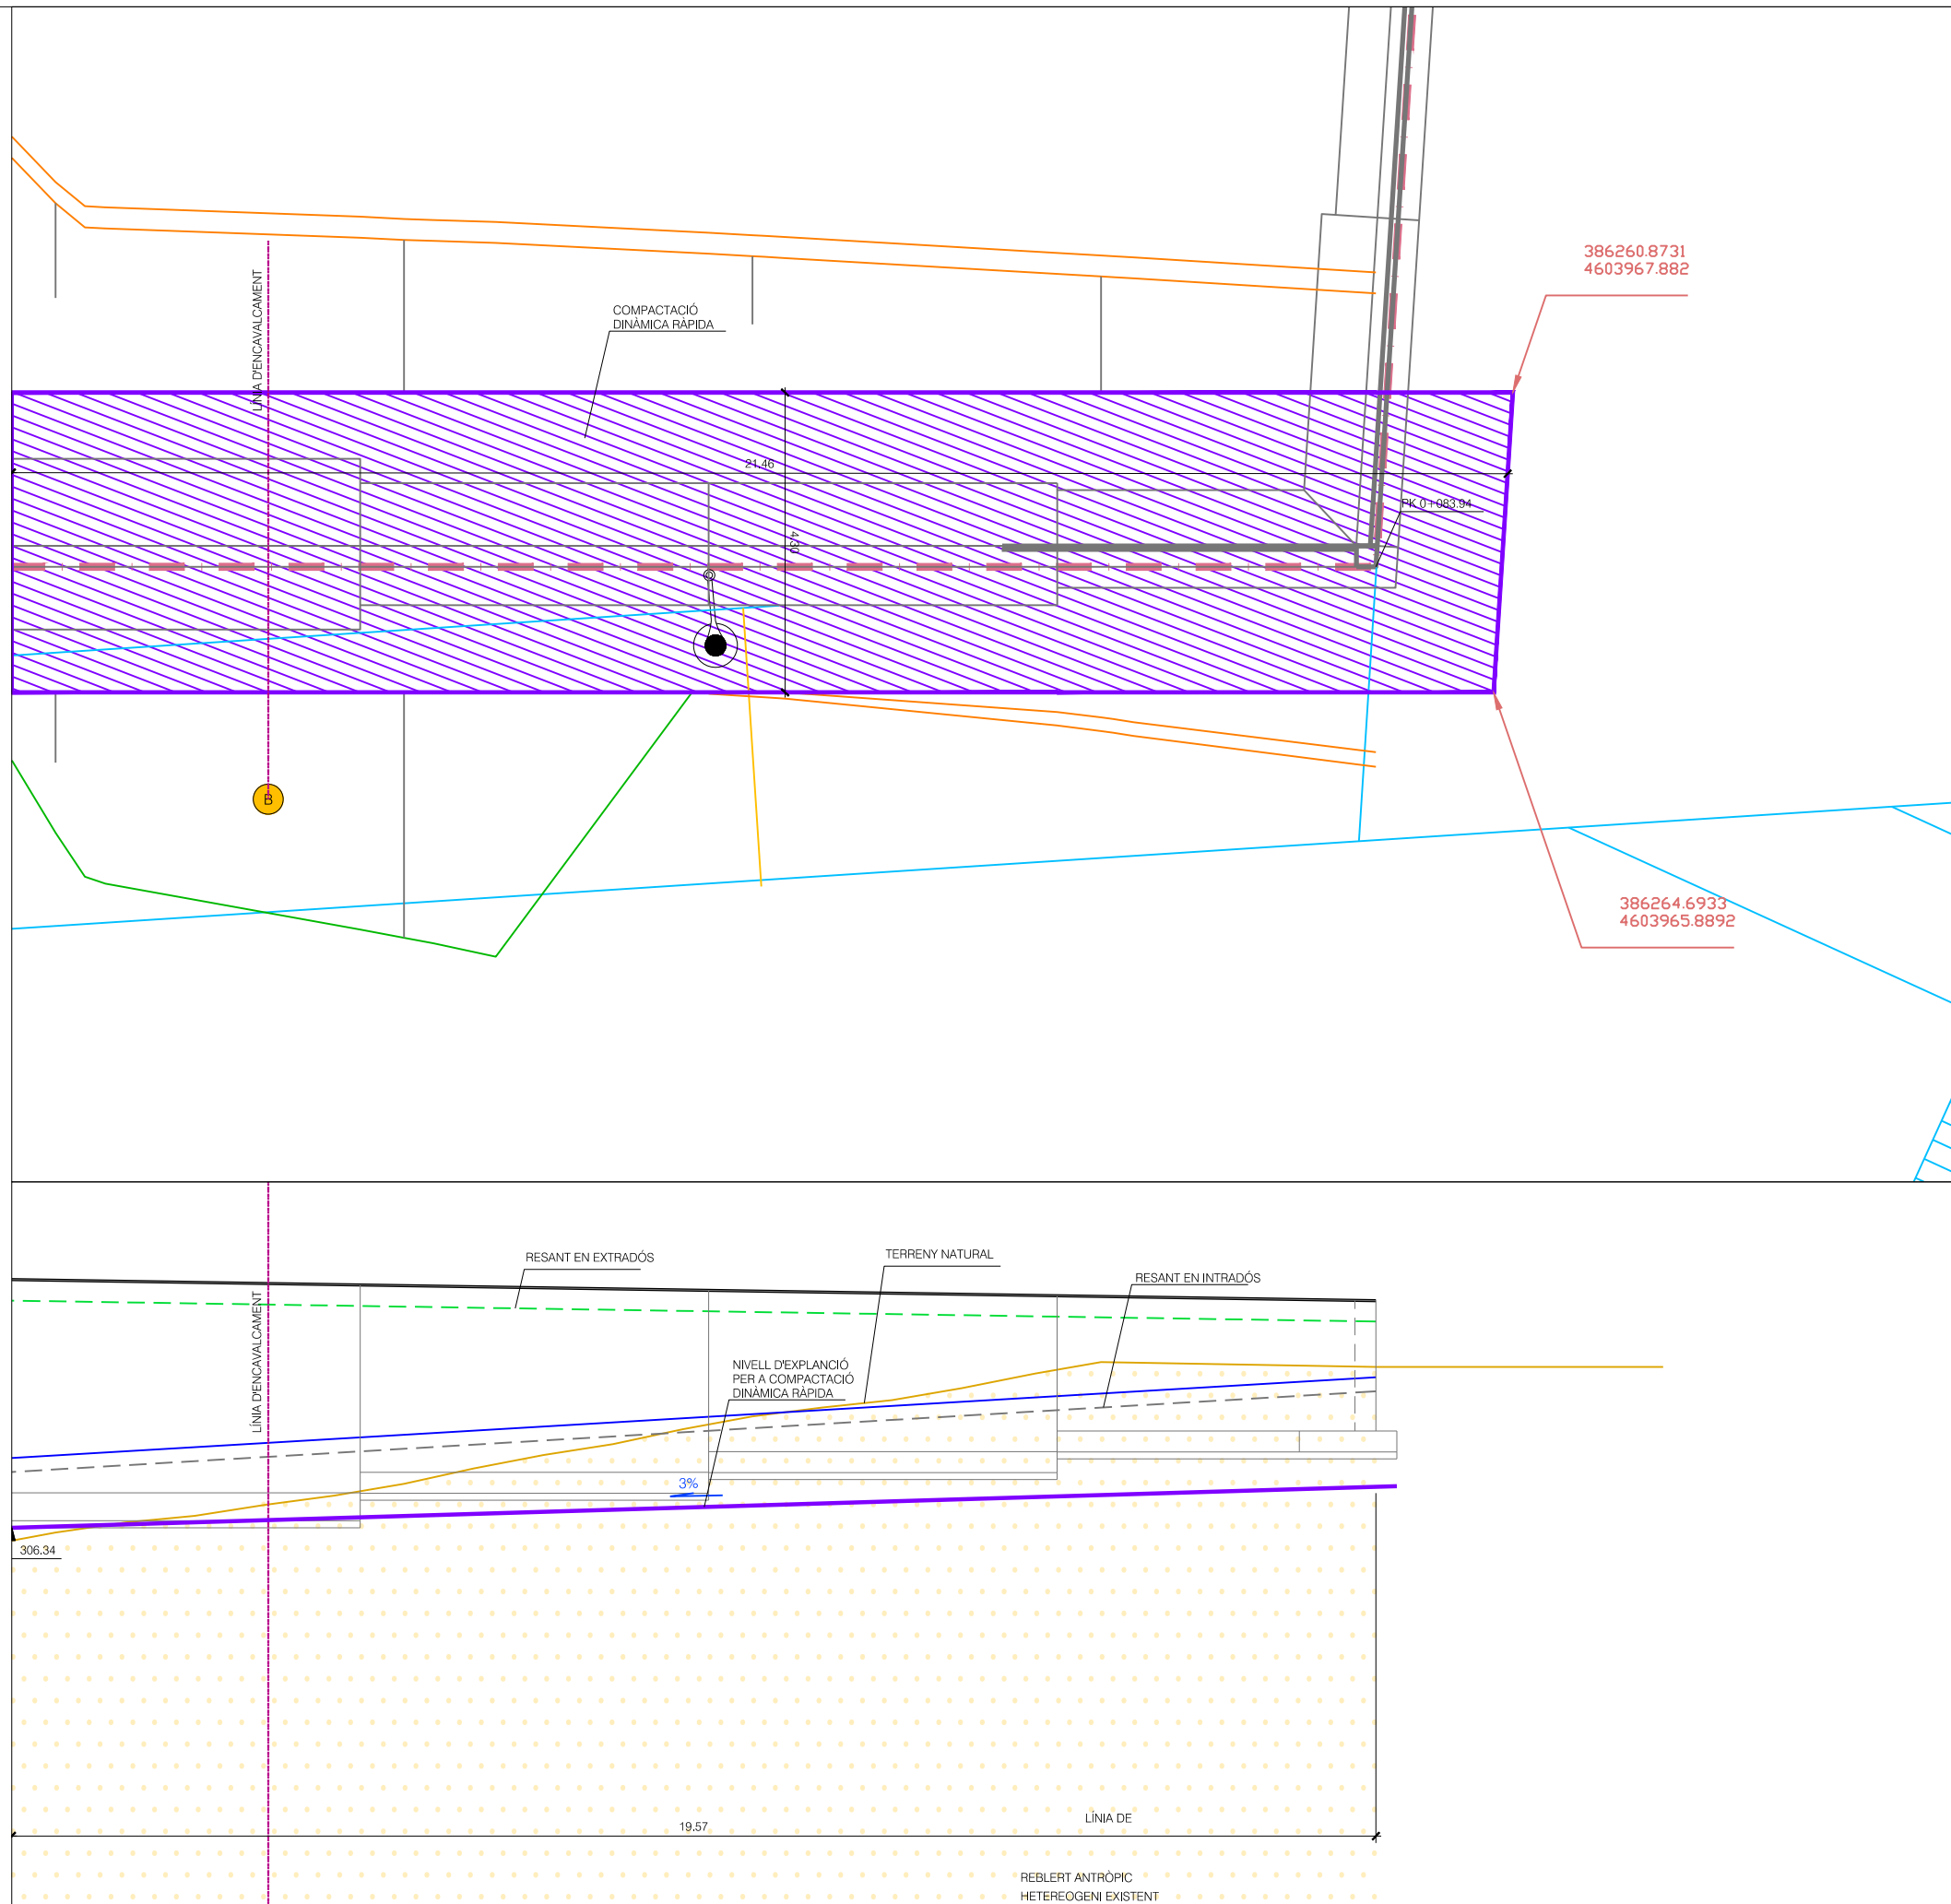 386260.8731
4603967.882
LÍNIA D'ENCAVALCAMENT
COMPACTACIÓ
DINÀMICA RÀPIDA
21,46
PK 0+083.94
4,30
B
386264.6933
4603965.8892
RESANT EN EXTRADÓS
TERRENY NATURAL
RESANT EN INTRADÓS
LÍNIA D'ENCAVALCAMENT
NIVELL D'EXPLANCIÓ
PER A COMPACTACIÓ
DINÀMICA RÀPIDA
3%
306.34
LÍNIA DE
19.57
REBLERT ANTRÒPIC
HETEREOGENI EXISTENT